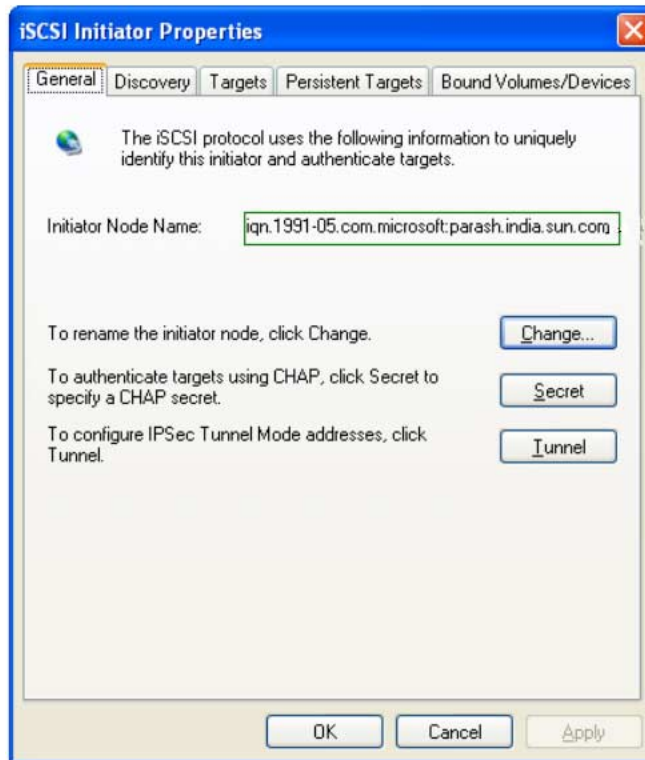 iSCSI Initiator Properties
General Discovery Targets Persistent Targets Bound Volumes/Devices
The iSCSI protocol uses the following information to uniquely
identify this initiator and authenticate targets.
Initiator Node Name: iqn.1991-05.com.microsoft:parash.india.sun.com
To rename the initiator node, click Change. Change...
To authenticate targets using CHAP, click Secret to
specify a CHAP secret.
Secret
To configure IPSec Tunnel Mode addresses, click
Tunnel.
Tunnel
OK Cancel Apply